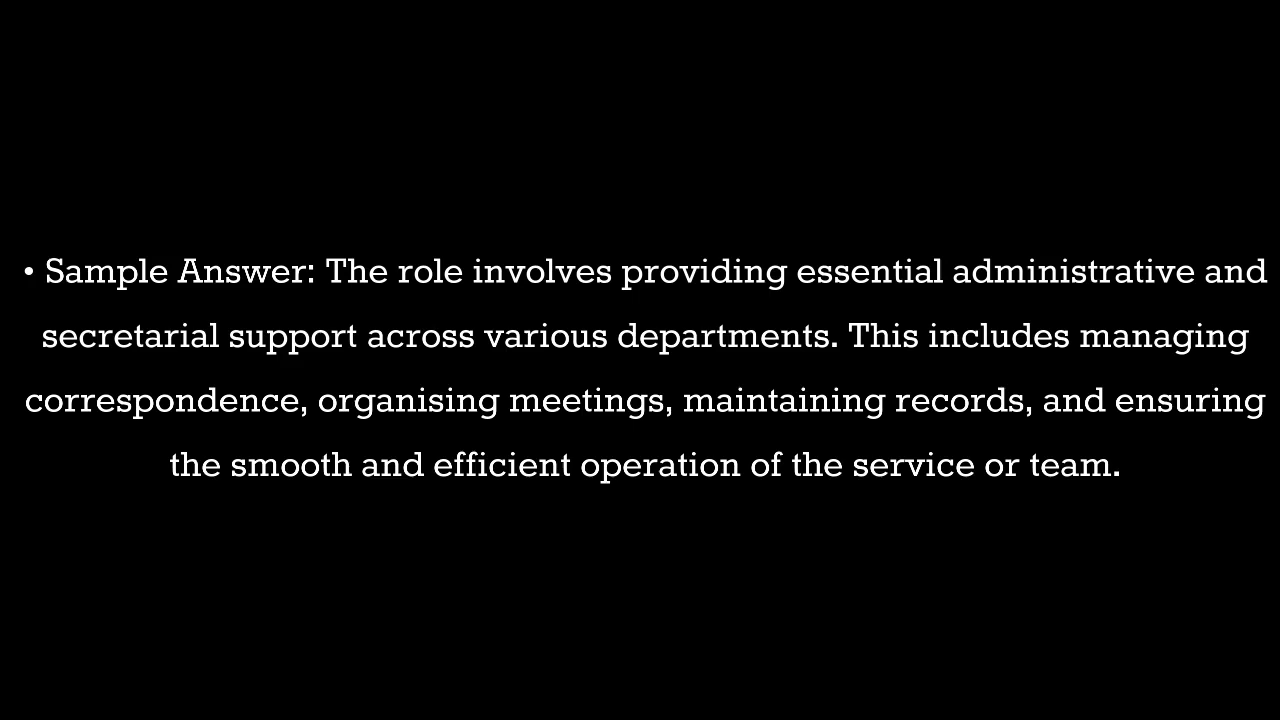 • Sample Answer: The role involves providing essential administrative and
secretarial support across various departments. This includes managing
correspondence, organising meetings, maintaining records, and ensuring
the smooth and efficient operation of the service or team.